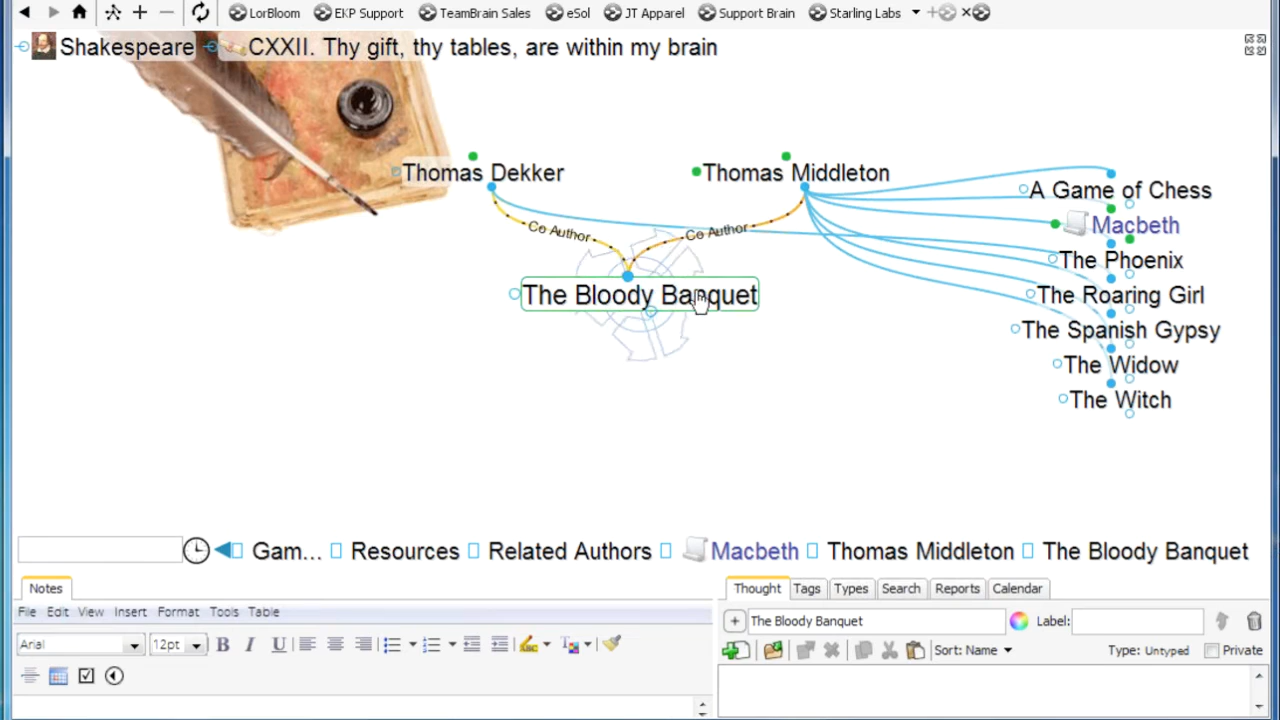 LorBloom EKP Support TeamBrain Sales eSol JT Apparel Support Brain Starling Labs
Shakespeare CXXII. Thy gift, thy tables, are within my brain
Thomas Dekker Thomas Middleton
A Game of Chess
Macbeth
Co Author Co Author
The Phoenix
The Bloody Banquet The Roaring Girl
The Spanish Gypsy
The Widow
The Witch
Gam... Resources Related Authors Macbeth Thomas Middleton The Bloody Banquet
Notes Thought Tags Types Search Reports Calendar
File Edit View Insert Format Tools Table
The Bloody Banquet Label:
Arial 12pt B I U Sort: Name Type: Untyped Private